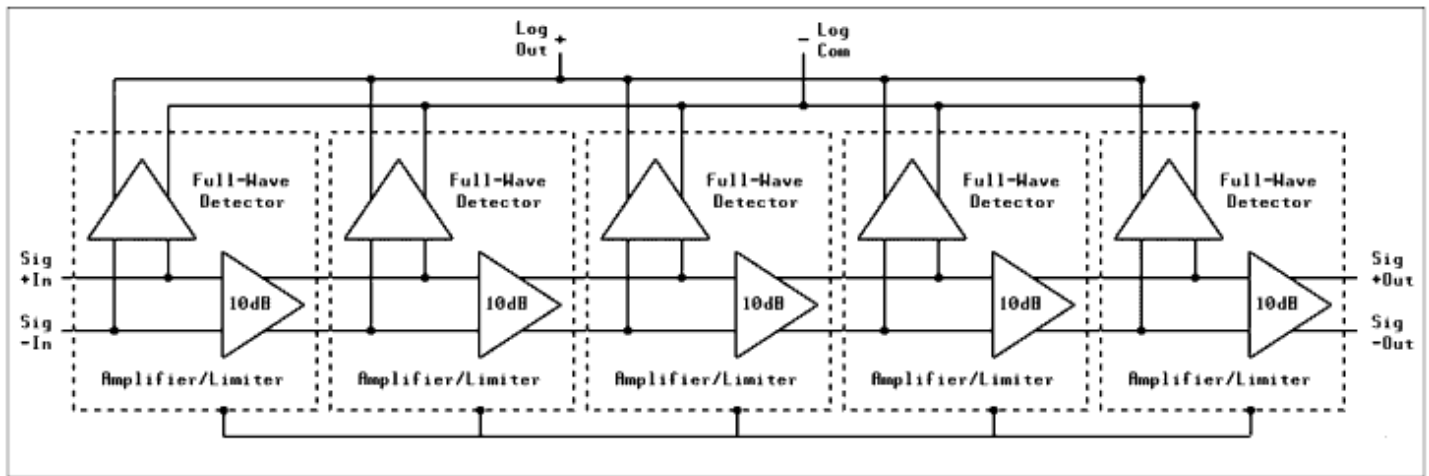 Log
Out +
- Log
Com
Full-Wave
Detector
Full-Wave
Detector
Full-Wave
Detector
Full-Wave
Detector
Full-Wave
Detector
Sig
+In
Sig
-In
10dB
10dB
10dB
10dB
10dB
Sig
+Out
Sig
-Out
Amplifier/Limiter
Amplifier/Limiter
Amplifier/Limiter
Amplifier/Limiter
Amplifier/Limiter